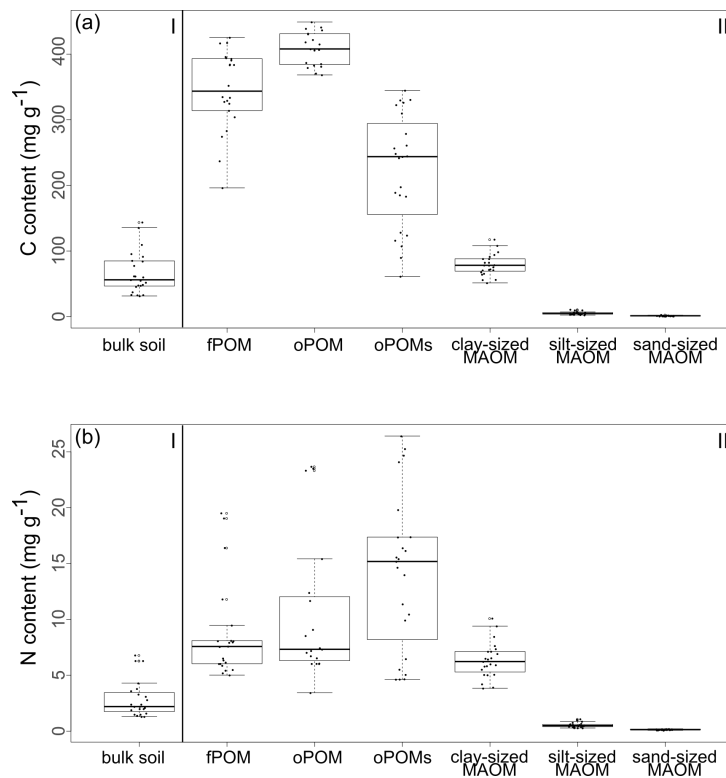 (a) I II
C content (mg g⁻¹)
400
300
200
100
0
bulk soil fPOM oPOM oPOMs clay-sized MAOM silt-sized MAOM sand-sized MAOM
(b) I II
N content (mg g⁻¹)
25
20
15
10
5
0
bulk soil fPOM oPOM oPOMs clay-sized MAOM silt-sized MAOM sand-sized MAOM